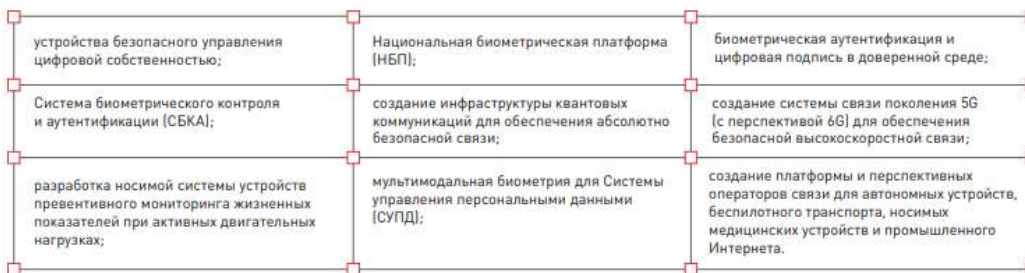 устройства безопасного управления
цифровой собственностью;
Национальная биометрическая платформа
(НБП);
биометрическая аутентификация и
цифровая подпись в доверенной среде;
Система биометрического контроля
и аутентификации (СБКА);
создание инфраструктуры квантовых
коммуникаций для обеспечения абсолютно
безопасной связи;
создание системы связи поколения 5G
(с перспективой 6G) для обеспечения
безопасной высокоскоростной связи;
разработка носимой системы устройств
превентивного мониторинга жизненных
показателей при активных двигательных
нагрузках;
мультимодальная биометрия для Системы
управления персональными данными
(СУПД);
создание платформы и перспективных
операторов связи для автономных устройств,
беспилотного транспорта, носимых
медицинских устройств и промышленного
Интернета.